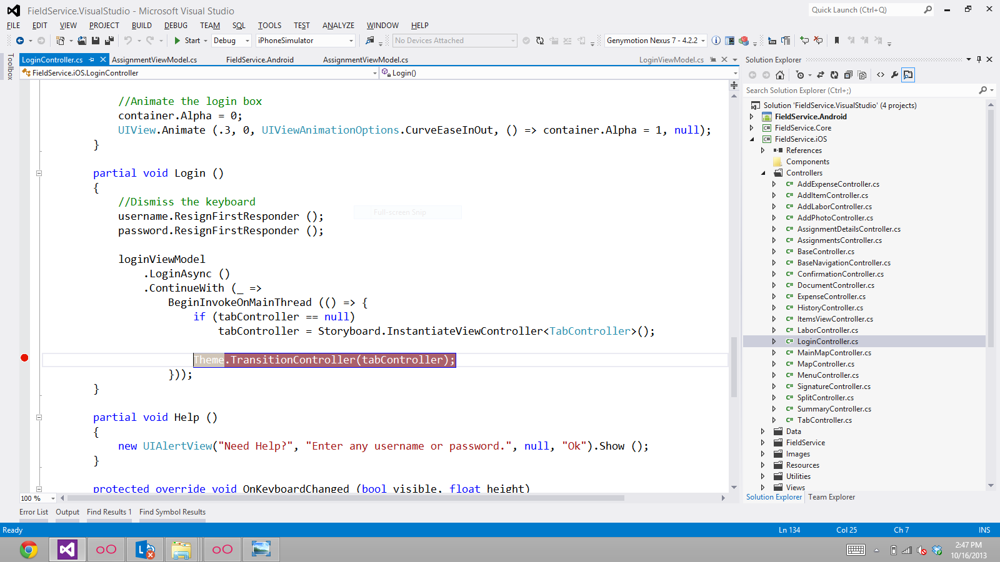 FieldService.VisualStudio - Microsoft Visual Studio
Quick Launch (Ctrl+Q)
FILE EDIT VIEW PROJECT BUILD DEBUG TEAM SQL TOOLS TEST ANALYZE WINDOW HELP
Start Debug iPhoneSimulator No Devices Attached Genymotion Nexus 7 - 4.2.2
Toolbox
LoginController.cs AssignmentViewModel.cs FieldService.Android AssignmentViewModel.cs LoginViewModel.cs
FieldService.iOS.LoginController Login()
//Animate the login box
container.Alpha = 0;
UIView.Animate (.3, 0, UIViewAnimationOptions.CurveEaseInOut, () => container.Alpha = 1, null);
}
partial void Login ()
{
//Dismiss the keyboard
username.ResignFirstResponder ();
password.ResignFirstResponder ();
Full-screen Snip
loginViewModel
.LoginAsync ()
.ContinueWith (_ =>
BeginInvokeOnMainThread (() => {
if (tabController == null)
tabController = Storyboard.InstantiateViewController<TabController>();
Theme.TransitionController(tabController);
}));
}
partial void Help ()
{
new UIAlertView("Need Help?", "Enter any username or password.", null, "Ok").Show ();
}
protected override void OnKeyboardChanged (bool visible, float height)
100 %
Solution Explorer
Search Solution Explorer (Ctrl+;)
Solution 'FieldService.VisualStudio' (4 projects)
FieldService.Android
C# FieldService.Core
C# FieldService.iOS
References
Components
Controllers
C# AddExpenseController.cs
C# AddItemController.cs
C# AddLaborController.cs
C# AddPhotoController.cs
C# AssignmentDetailsController.cs
C# AssignmentsController.cs
C# BaseController.cs
C# BaseNavigationController.cs
C# ConfirmationController.cs
C# DocumentController.cs
C# ExpenseController.cs
C# HistoryController.cs
C# ItemsViewController.cs
C# LaborController.cs
C# LoginController.cs
C# MainMapController.cs
C# MapController.cs
C# MenuController.cs
C# SignatureController.cs
C# SplitController.cs
C# SummaryController.cs
C# TabController.cs
Data
FieldService
Images
Resources
Utilities
Views
Solution Explorer Team Explorer
Error List Output Find Results 1 Find Symbol Results
Ready Ln 134 Col 25 Ch 7 INS
2:47 PM
10/16/2013